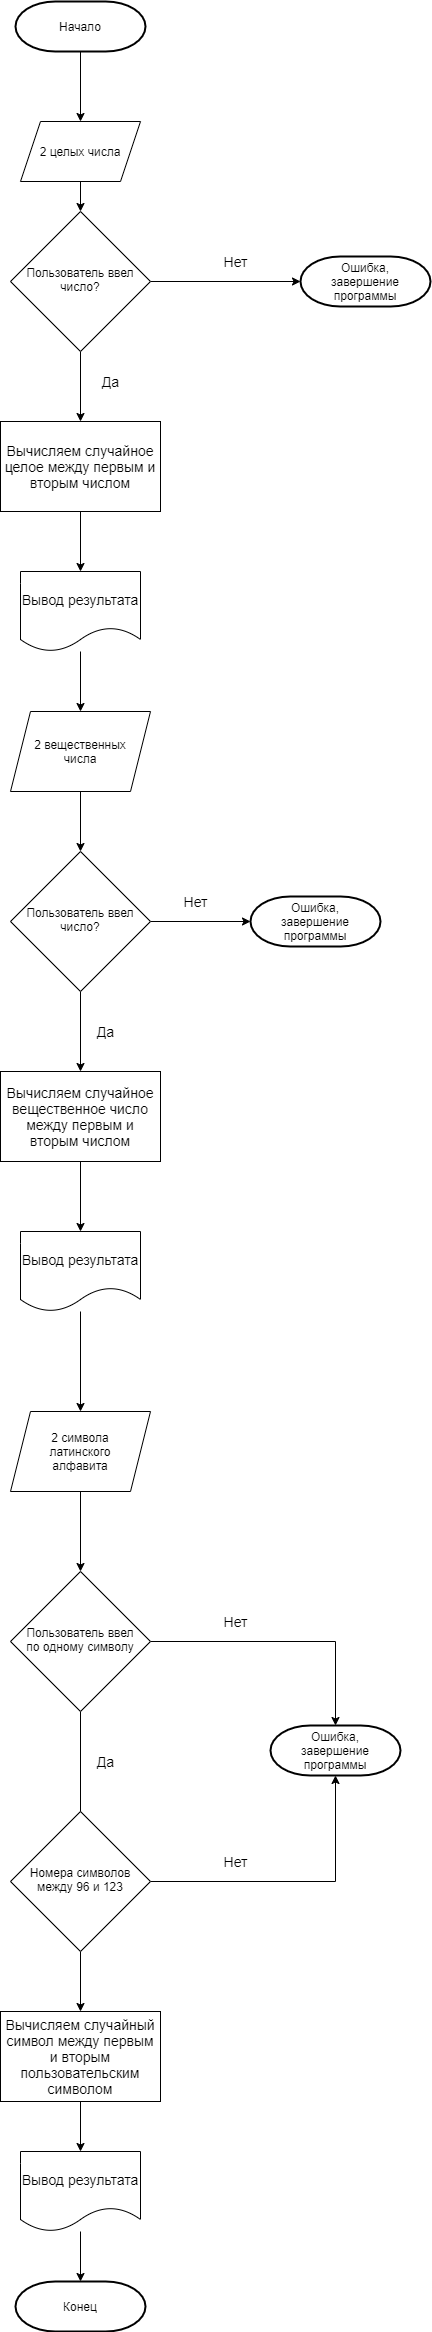 Начало
2 целых числа
Пользователь ввел
число?
Нет
Ошибка,
завершение
программы
Да
Вычисляем случайное
целое между первым и
вторым числом
Вывод результата
2 вещественных
числа
Пользователь ввел
число?
Нет
Ошибка,
завершение
программы
Да
Вычисляем случайное
вещественное число
между первым и
вторым числом
Вывод результата
2 символа
латинского
алфавита
Пользователь ввел
по одному символу
Нет
Ошибка,
завершение
программы
Да
Номера символов
между 96 и 123
Нет
Вычисляем случайный
символ между первым
и вторым
пользовательским
символом
Вывод результата
Конец